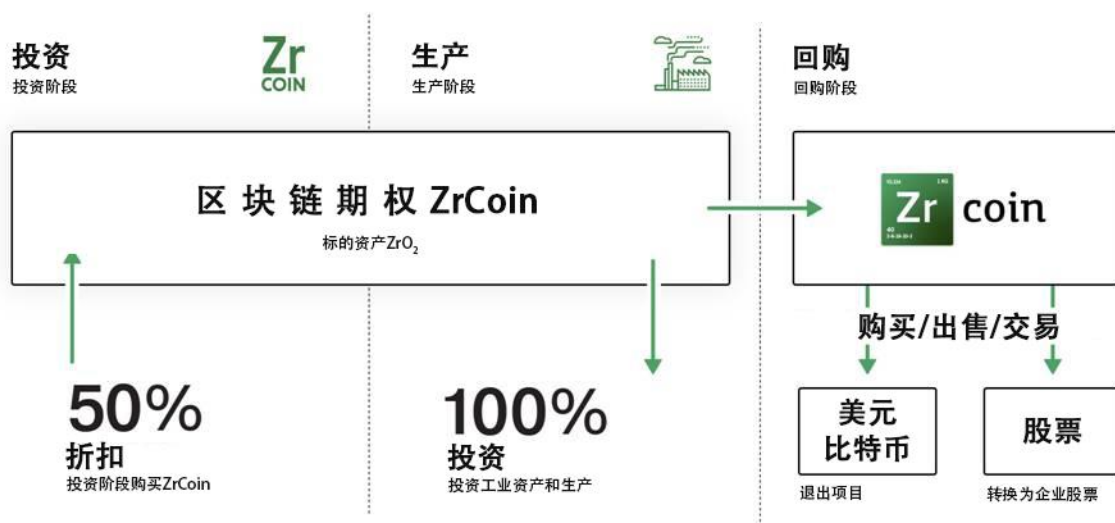 投资
投资阶段
Zr
COIN
生产
生产阶段
回购
回购阶段
区块链期权 ZrCoin
标的资产ZrO₂
Zr
40
coin
购买/出售/交易
50%
折扣
投资阶段购买ZrCoin
100%
投资
投资工业资产和生产
美元
比特币
退出项目
股票
转换为企业股票